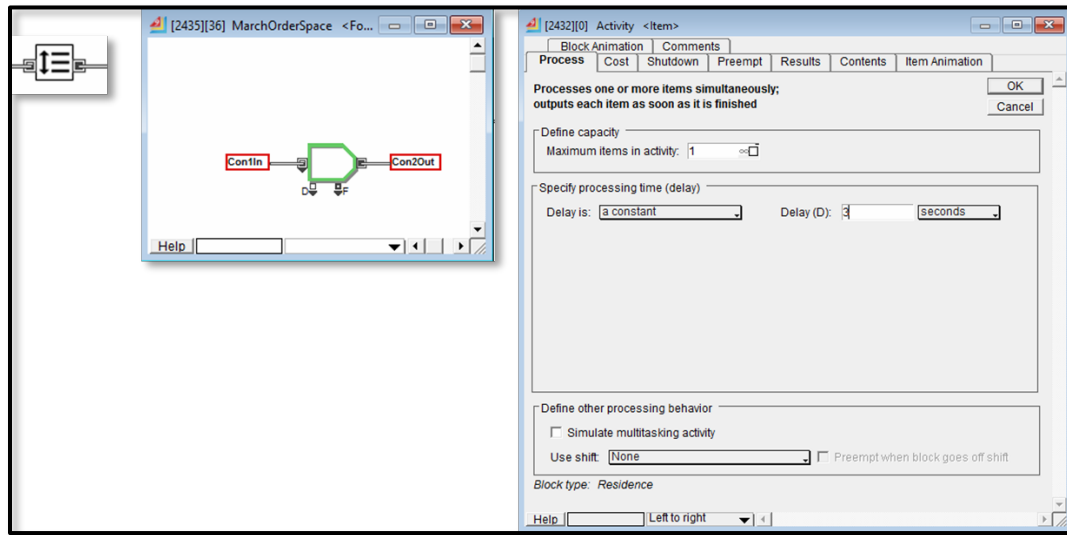 [2435][36] MarchOrderSpace <Fo...
Con1In
Con2Out
D
F
Help
[2432][0] Activity <Item>
Block Animation Comments
Process Cost Shutdown Preempt Results Contents Item Animation
Processes one or more items simultaneously;
outputs each item as soon as it is finished
OK
Cancel
Define capacity
Maximum items in activity: 1
Specify processing time (delay)
Delay is: a constant Delay (D): 3 seconds
Define other processing behavior
Simulate multitasking activity
Use shift: None Preempt when block goes off shift
Block type: Residence
Help Left to right